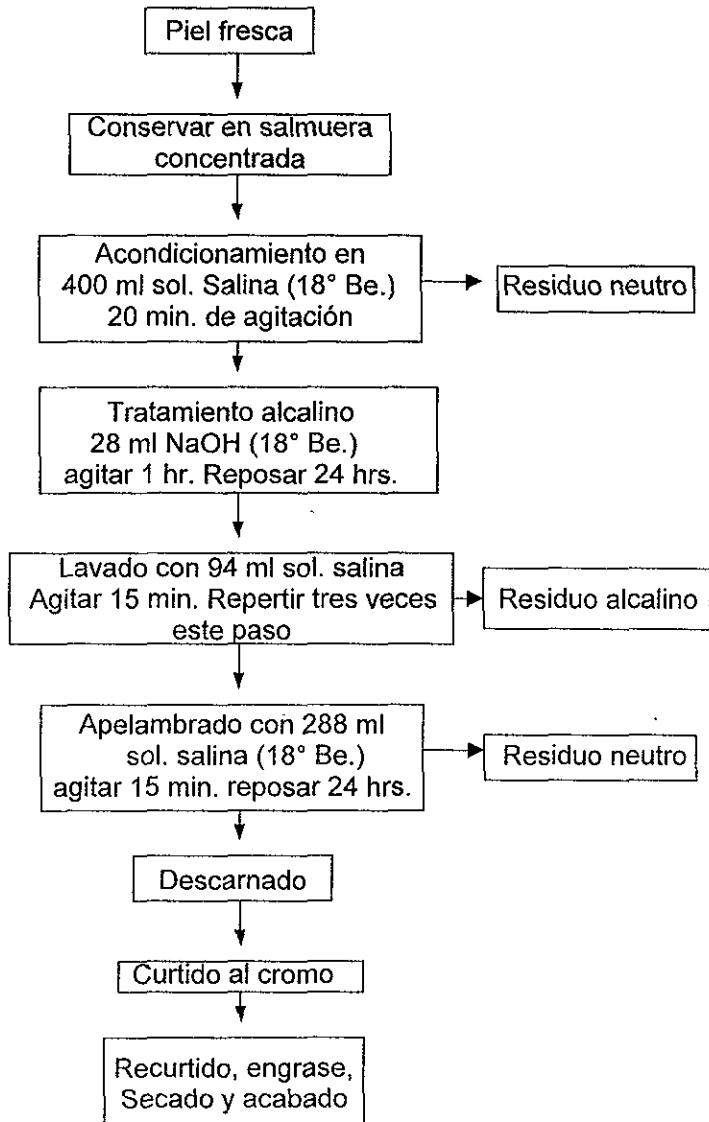 Piel fresca
Conservar en salmuera
concentrada
Acondicionamiento en
400 ml sol. Salina (18° Be.)
20 min. de agitación
Residuo neutro
Tratamiento alcalino
28 ml NaOH (18° Be.)
agitar 1 hr. Reposar 24 hrs.
Lavado con 94 ml sol. salina
Agitar 15 min. Repertir tres veces
este paso
Residuo alcalino
Apelambrado con 288 ml
sol. salina (18° Be.)
agitar 15 min. reposar 24 hrs.
Residuo neutro
Descarnado
Curtido al cromo
Recurtido, engrase,
Secado y acabado